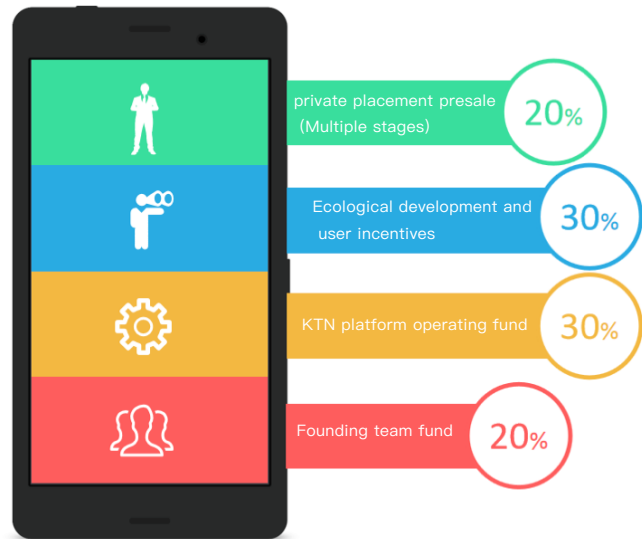 private placement presale
(Multiple stages)
20%
Ecological development and
user incentives
30%
KTN platform operating fund
30%
Founding team fund
20%